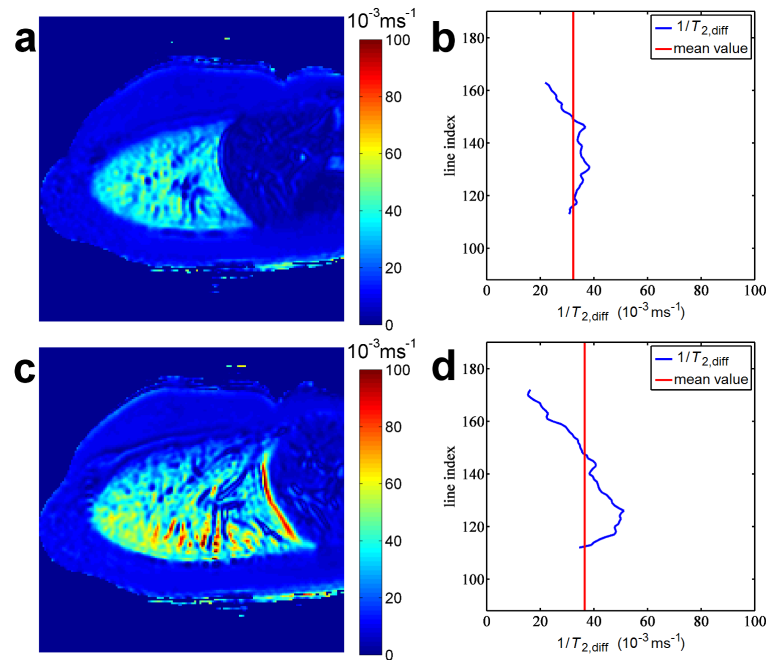 a
10⁻³ms⁻¹
100
80
60
40
20
0
b
line index
180
160
140
120
100
0 20 40 60 80 100
1/T2,diff (10⁻³ms⁻¹)
1/T2,diff
mean value
c
10⁻³ms⁻¹
100
80
60
40
20
0
d
line index
180
160
140
120
100
0 20 40 60 80 100
1/T2,diff (10⁻³ms⁻¹)
1/T2,diff
mean value